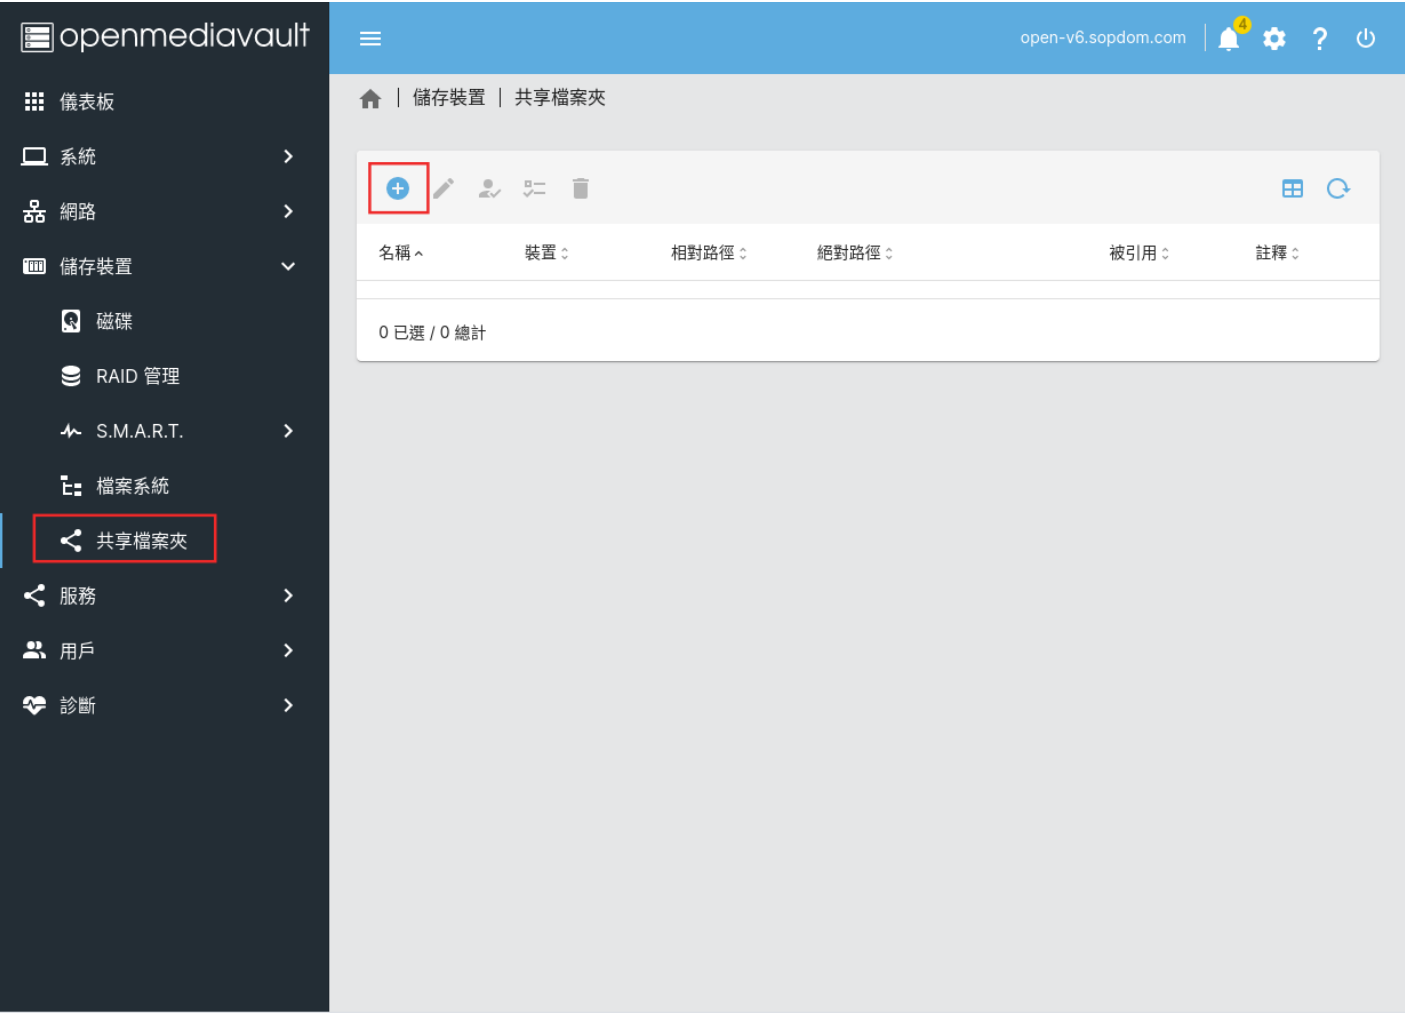 openmediavault
open-v6.sopdom.com
4
儀表板
系統
網路
儲存裝置
磁碟
RAID 管理
S.M.A.R.T.
檔案系統
共享檔案夾
服務
用戶
診斷
儲存裝置 | 共享檔案夾
名稱 裝置 相對路徑 絕對路徑 被引用 註釋
0 已選 / 0 總計